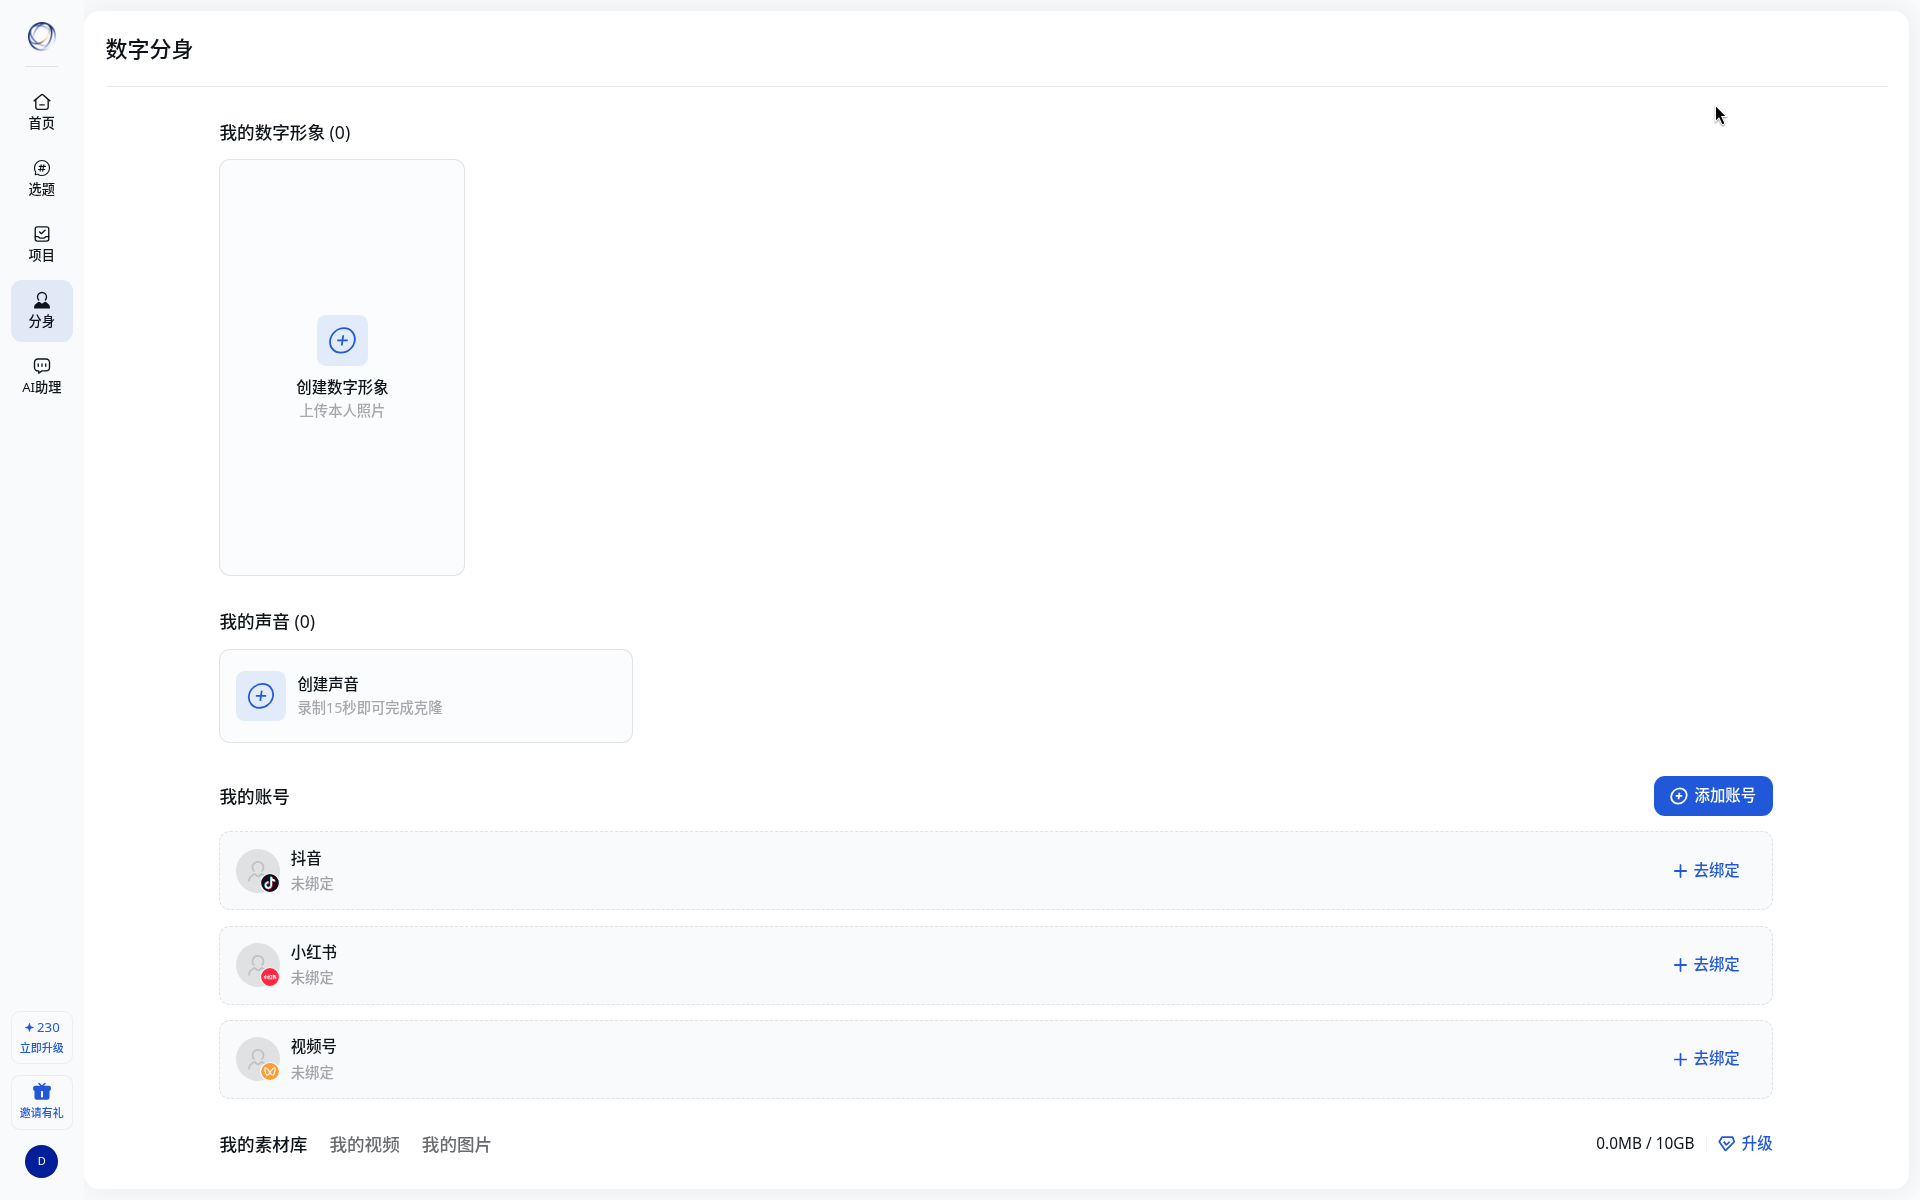 数字分身
首页
选题
项目
分身
AI助理
230
立即升级
邀请有礼
D
我的数字形象 (0)
创建数字形象
上传本人照片
我的声音 (0)
创建声音
录制15秒即可完成克隆
我的账号
添加账号
抖音
未绑定
去绑定
小红书
未绑定
去绑定
视频号
未绑定
去绑定
我的素材库 我的视频 我的图片
0.0MB / 10GB 升级